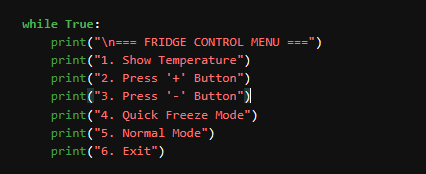 while True:
    print("\n=== FRIDGE CONTROL MENU ===")
    print("1. Show Temperature")
    print("2. Press '+' Button")
    print("3. Press '-' Button")
    print("4. Quick Freeze Mode")
    print("5. Normal Mode")
    print("6. Exit")